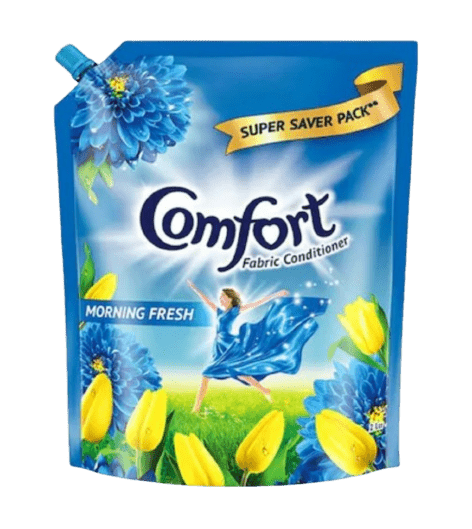 SUPER SAVER PACK**
Comfort
Fabric Conditioner
MORNING FRESH